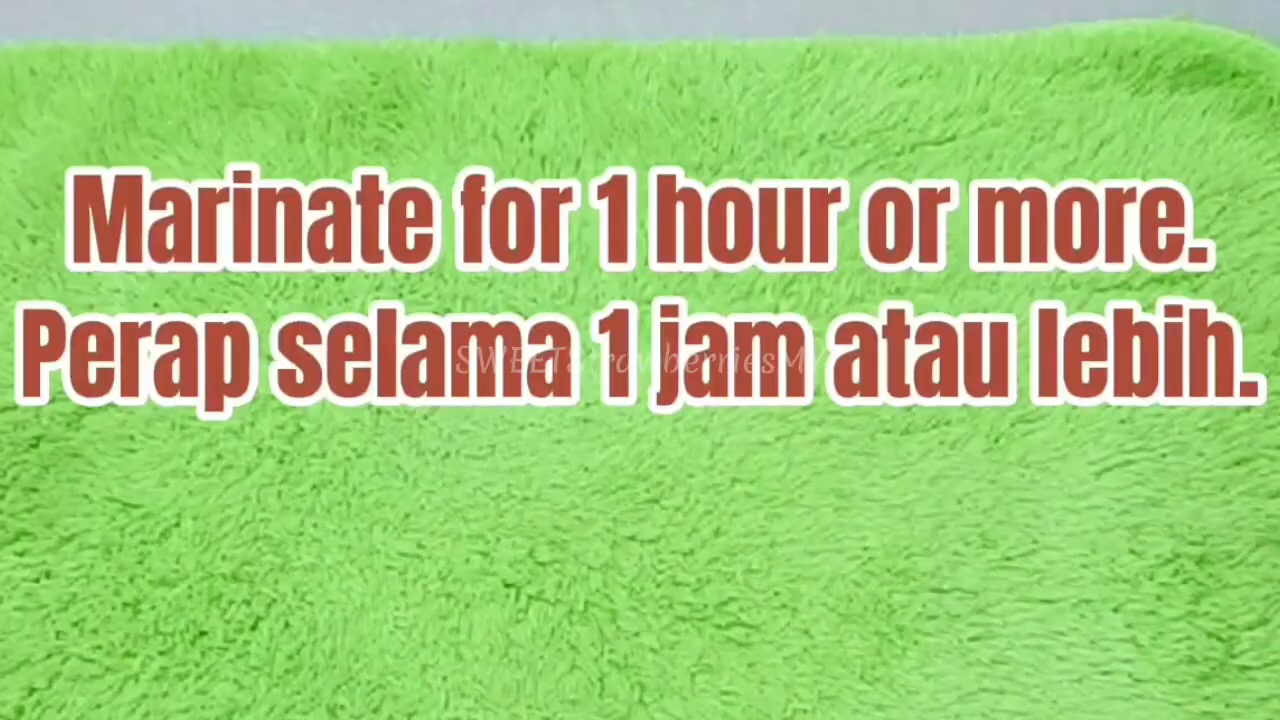 Marinate for 1 hour or more.
Perap selama 1 jam atau lebih.